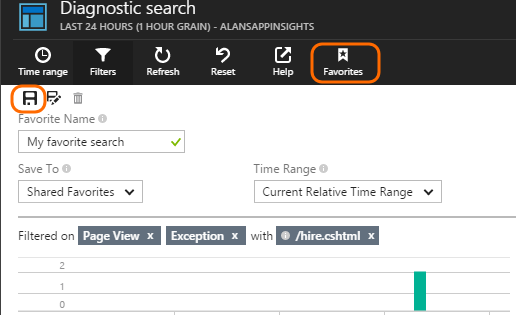 Diagnostic search
LAST 24 HOURS (1 HOUR GRAIN) - ALANSAPPINSIGHTS
Time range Filters Refresh Reset Help Favorites
Favorite Name
My favorite search
Save To Time Range
Shared Favorites Current Relative Time Range
Filtered on Page View x Exception x with /hire.cshtml x
2
1
0